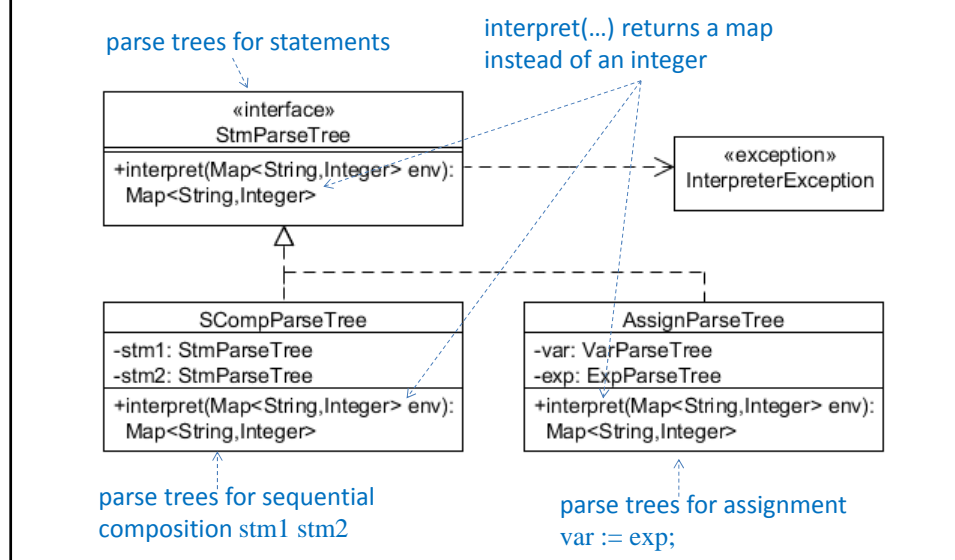 parse trees for statements
interpret(…) returns a map
instead of an integer
«interface»
StmParseTree
+interpret(Map<String,Integer> env):
Map<String,Integer>
«exception»
InterpreterException
SCompParseTree
-stm1: StmParseTree
-stm2: StmParseTree
+interpret(Map<String,Integer> env):
Map<String,Integer>
AssignParseTree
-var: VarParseTree
-exp: ExpParseTree
+interpret(Map<String,Integer> env):
Map<String,Integer>
parse trees for sequential
composition stm1 stm2
parse trees for assignment
var := exp;